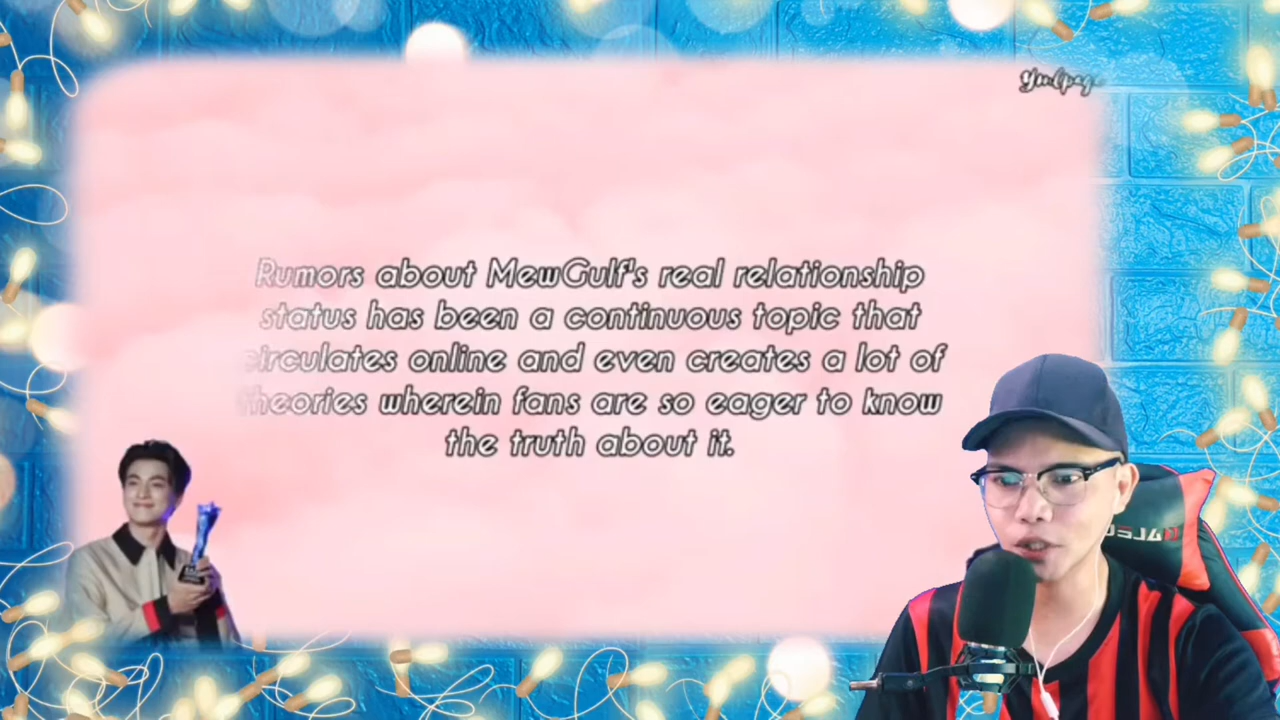 Rumors about MewGulf's real relationship
status has been a continuous topic that
circulates online and even creates a lot of
theories wherein fans are so eager to know
the truth about it.